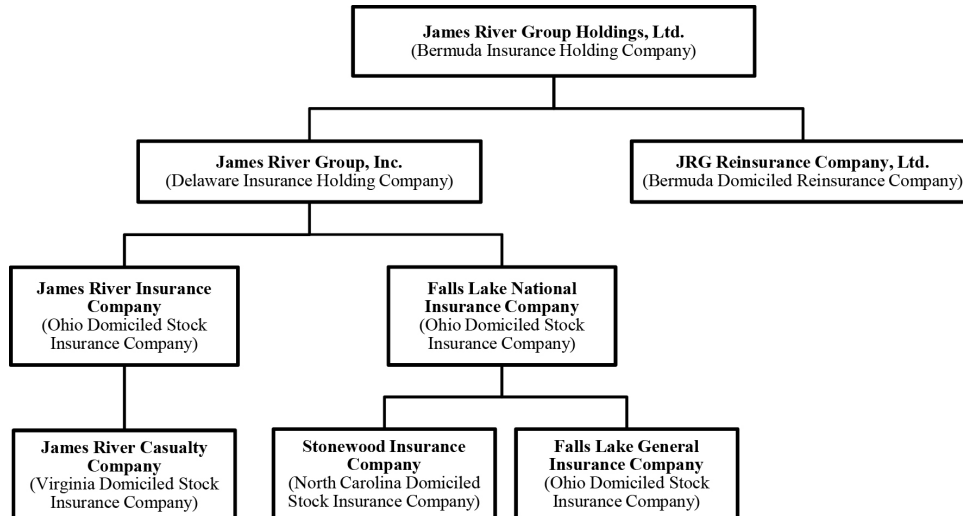 James River Group Holdings, Ltd.
(Bermuda Insurance Holding Company)
James River Group, Inc.
(Delaware Insurance Holding Company)
JRG Reinsurance Company, Ltd.
(Bermuda Domiciled Reinsurance Company)
James River Insurance
Company
(Ohio Domiciled Stock
Insurance Company)
Falls Lake National
Insurance Company
(Ohio Domiciled Stock
Insurance Company)
James River Casualty
Company
(Virginia Domiciled Stock
Insurance Company)
Stonewood Insurance
Company
(North Carolina Domiciled
Stock Insurance Company)
Falls Lake General
Insurance Company
(Ohio Domiciled Stock
Insurance Company)